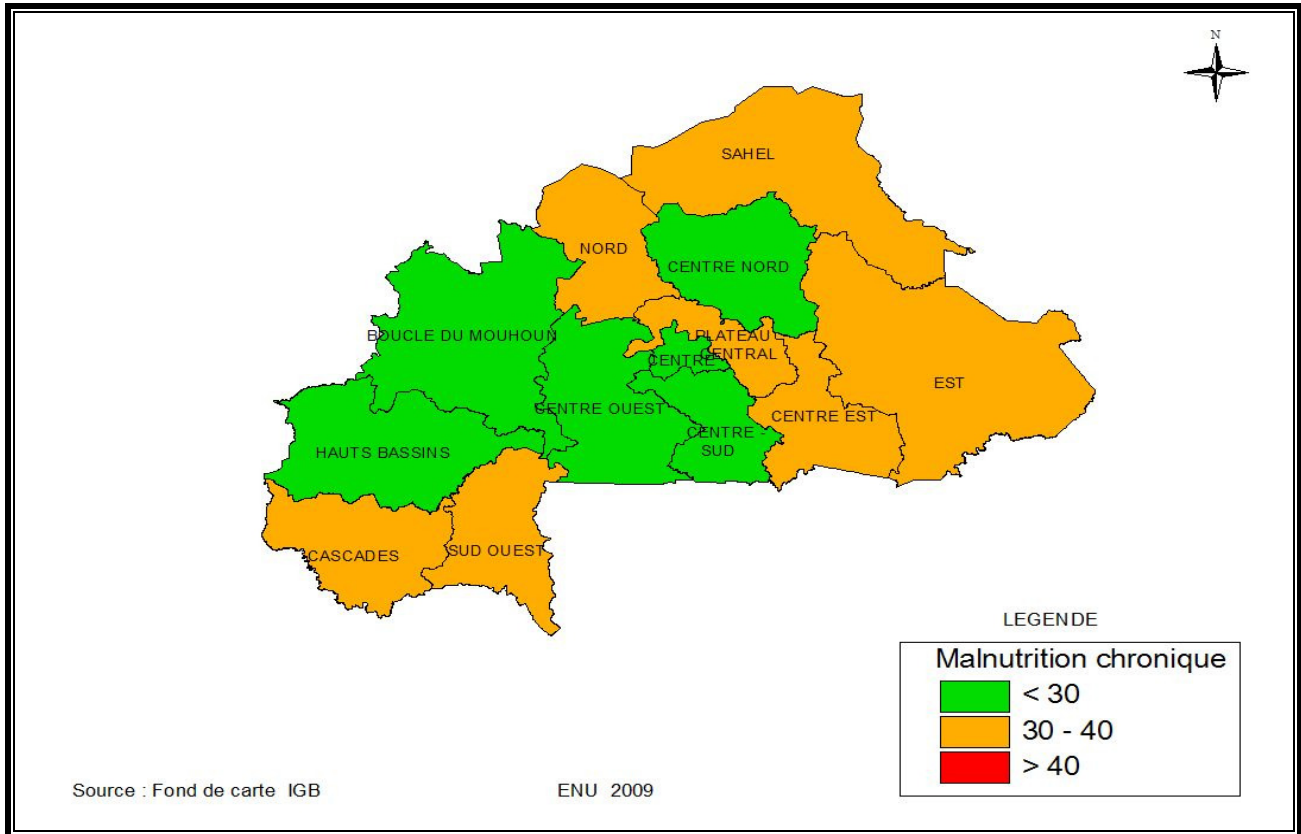 N
SAHEL
NORD
CENTRE NORD
BOUCLE DU MOUHOUN
PLATEAU
CENTRAL
CENTRE
EST
CENTRE OUEST
CENTRE EST
CENTRE -
SUD
HAUTS BASSINS
CASCADES
SUD OUEST
LEGENDE
Malnutrition chronique
< 30
30 - 40
> 40
Source : Fond de carte IGB
ENU 2009